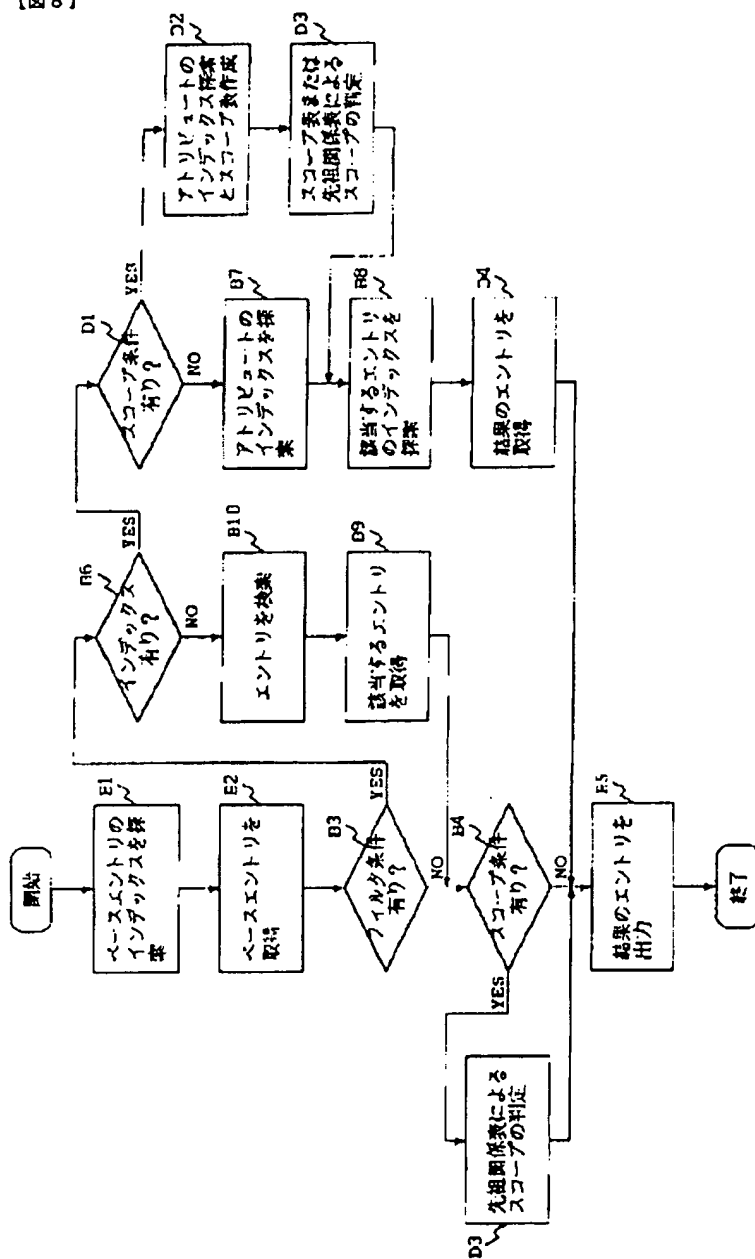 【図8】
開始
E1
ベースエントリの
インデックスを探
索
E2
ベースエントリを
取得
B3
フィルタ条件
有り?
YES
NO
B6
インデックス
有り?
YES
NO
B10
エントリを検索
D9
該当するエントリ
を取得
D1
スコープ条件
有り?
YES
NO
D2
アトリビュートの
インデックス探索
とスコープ表作成
D3
スコープ表または
先祖関係表による
スコープの判定
B7
アトリビュートの
インデックスを探
索
B8
該当するエントリ
のインデックスを
探索
D4
結果のエントリを
取得
B4
スコープ条件
有り?
YES
NO
D3
先祖関係表による
スコープの判定
E5
結果のエントリを
出力
終了